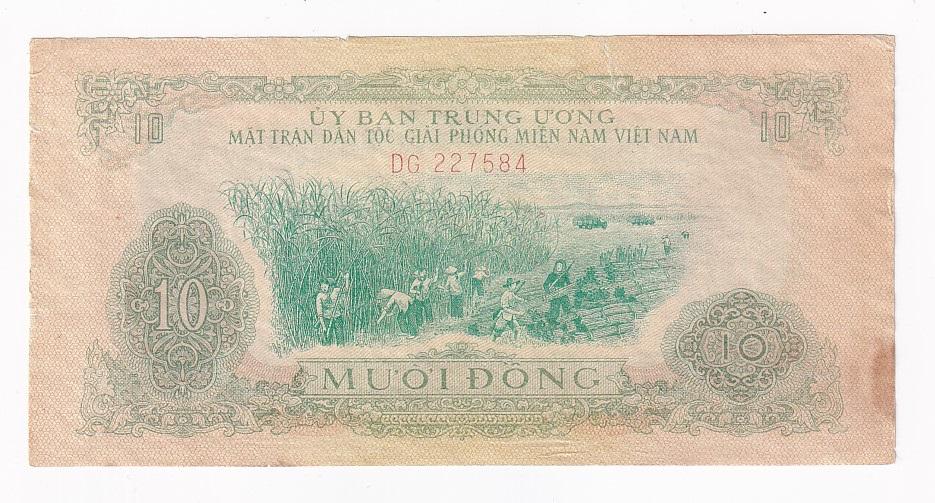 ỦY BAN TRUNG ƯƠNG
10 MẶT TRẬN DÂN TỘC GIẢI PHÓNG MIỀN NAM VIỆT NAM 10
DG 227584
10
10
MƯỜI ĐỒNG